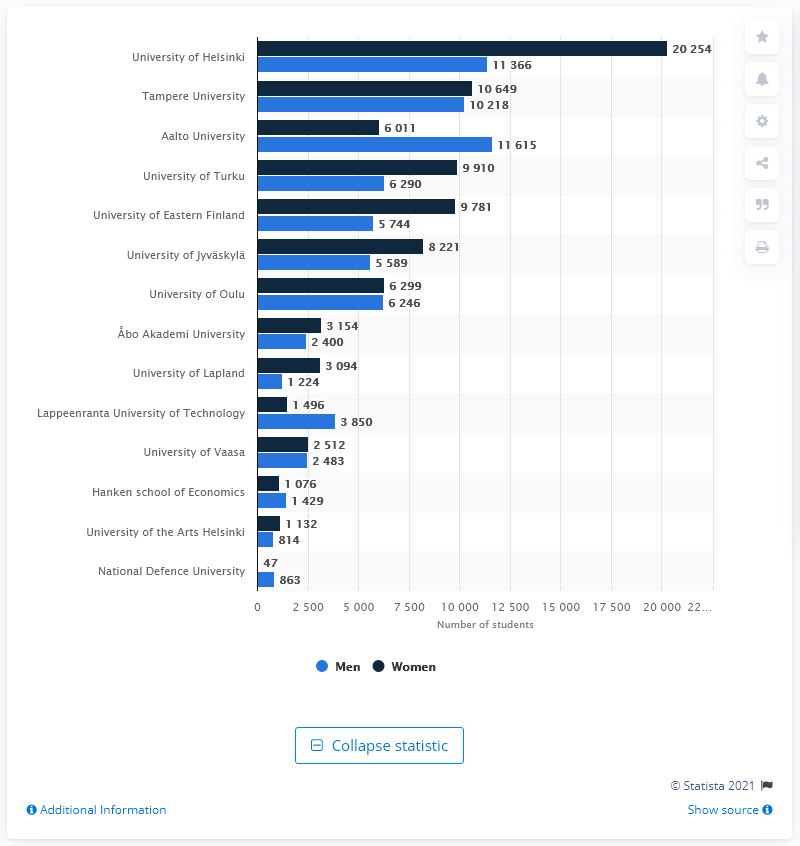 University of Helsinki
20 254
11 366
Tampere University
10 649
10 218
Aalto University
6 011
11 615
University of Turku
9 910
6 290
University of Eastern Finland
9 781
5 744
University of Jyväskylä
8 221
5 589
University of Oulu
6 299
6 246
Åbo Akademi University
3 154
2 400
University of Lapland
3 094
1 224
Lappeenranta University of Technology
1 496
3 850
University of Vaasa
2 512
2 483
Hanken school of Economics
1 076
1 429
University of the Arts Helsinki
1 132
814
National Defence University
47
863
0 2 500 5 000 7 500 10 000 12 500 15 000 17 500 20 000 22…
Number of students
Men Women
Collapse statistic
© Statista 2021
Additional Information Show source